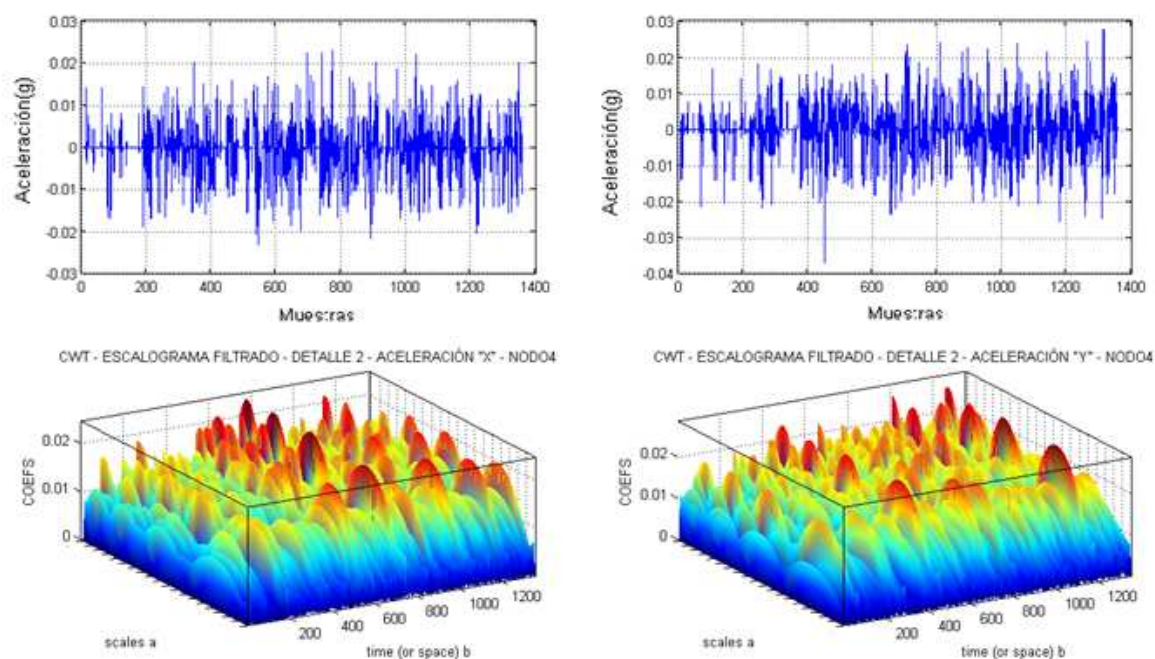 0.03
0.02
0.01
0
-0.01
-0.02
-0.03
Aceleración(g)
0 200 400 600 800 1000 1200 1400
Muestras
0.03
0.02
0.01
0
-0.01
-0.02
-0.03
-0.04
Aceleración(g)
0 200 400 600 800 1000 1200 1400
Muestras
CWT - ESCALOGRAMA FILTRADO - DETALLE 2 - ACELERACIÓN "X" - NODO4
0.02
0.01
0
COEFS
scales a
200 400 600 800 1000 1200
time (or space) b
CWT - ESCALOGRAMA FILTRADO - DETALLE 2 - ACELERACIÓN "Y" - NODO4
0.02
0.01
0
COEFS
scales a
200 400 600 800 1000 1200
time (or space) b